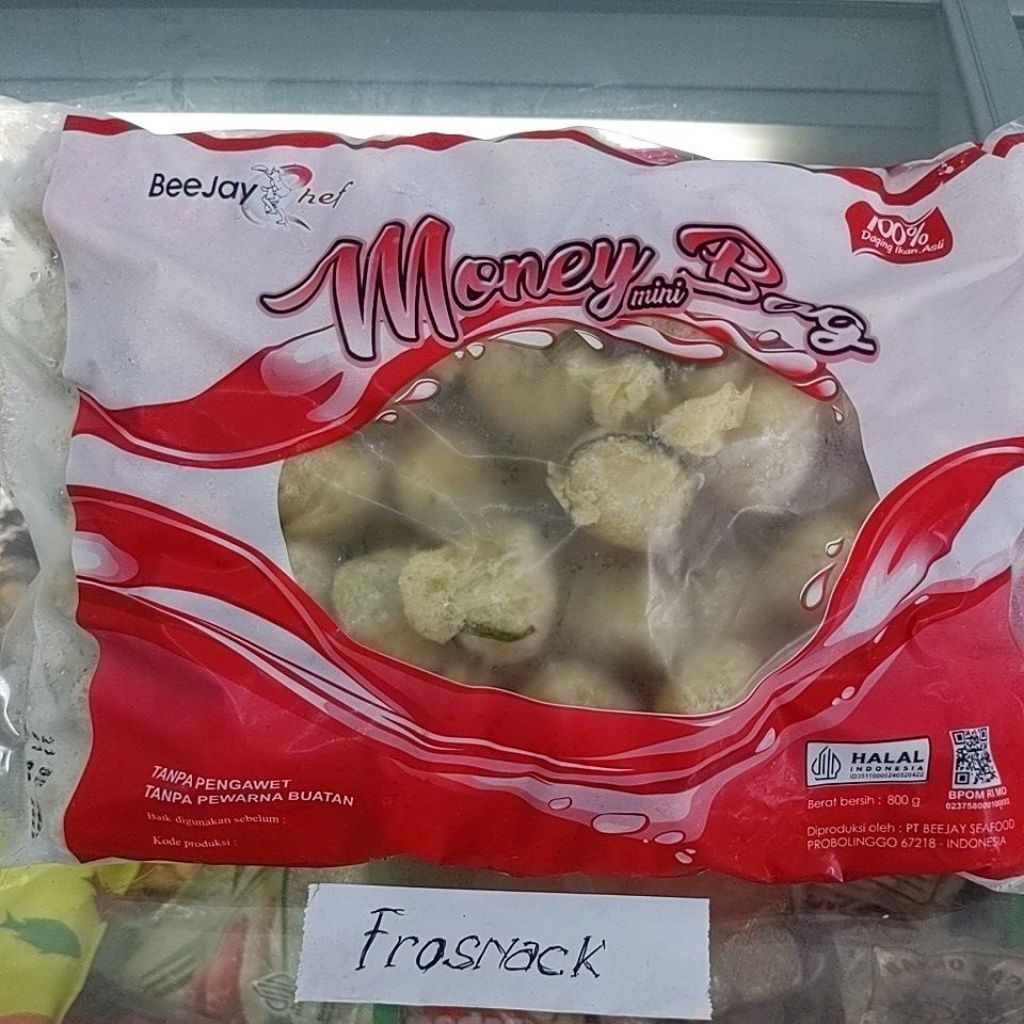 BeeJay Chef
100%
Daging Ikan Asli
Money mini Bag
TANPA PENGAWET
TANPA PEWARNA BUATAN
Baik digunakan sebelum :
Kode produksi :
HALAL
INDONESIA
BPOM RI MD
Berat bersih : 800 g
Diproduksi oleh : PT BEEJAY SEAFOOD
PROBOLINGGO 67218 - INDONESIA
Frosnack